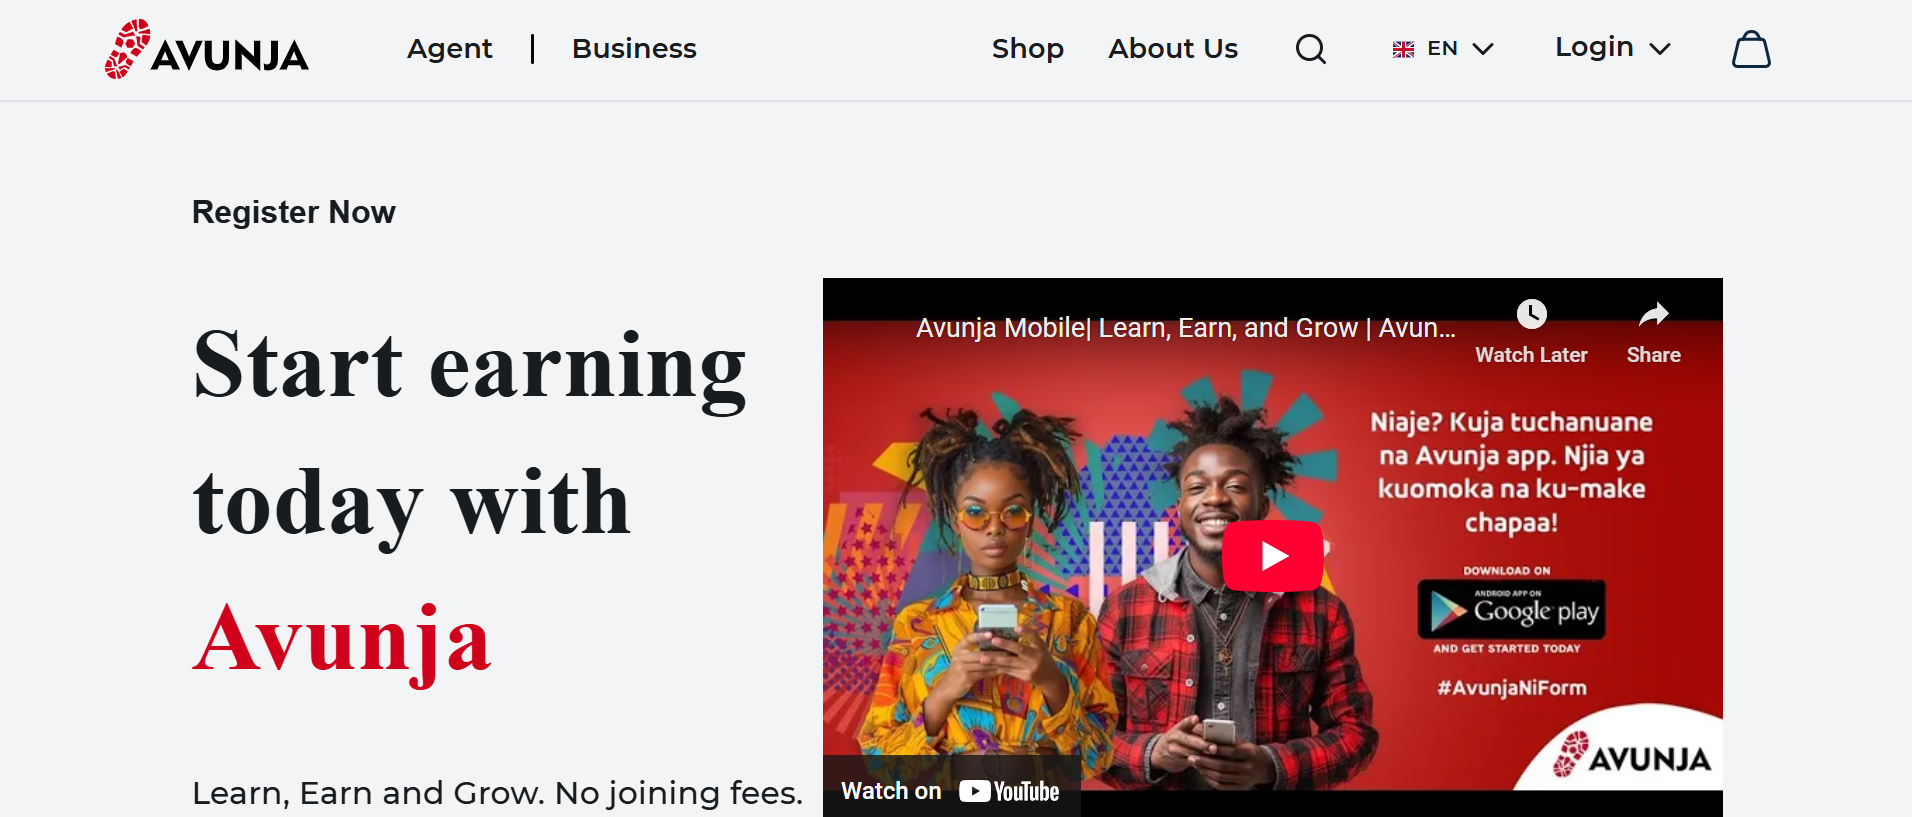 AVUNJA
Agent
Business
Shop
About Us
EN
Login
Register Now
Start earning
today with
Avunja
Learn, Earn and Grow. No joining fees.
Avunja Mobile| Learn, Earn, and Grow | Avun...
Watch Later
Share
Niaje? Kuja tuchanuane
na Avunja app. Njia ya
kuomoka na ku-make
chapaa!
DOWNLOAD ON
ANDROID APP ON
Google play
AND GET STARTED TODAY
#AvunjaNiForm
AVUNJA
Watch on YouTube